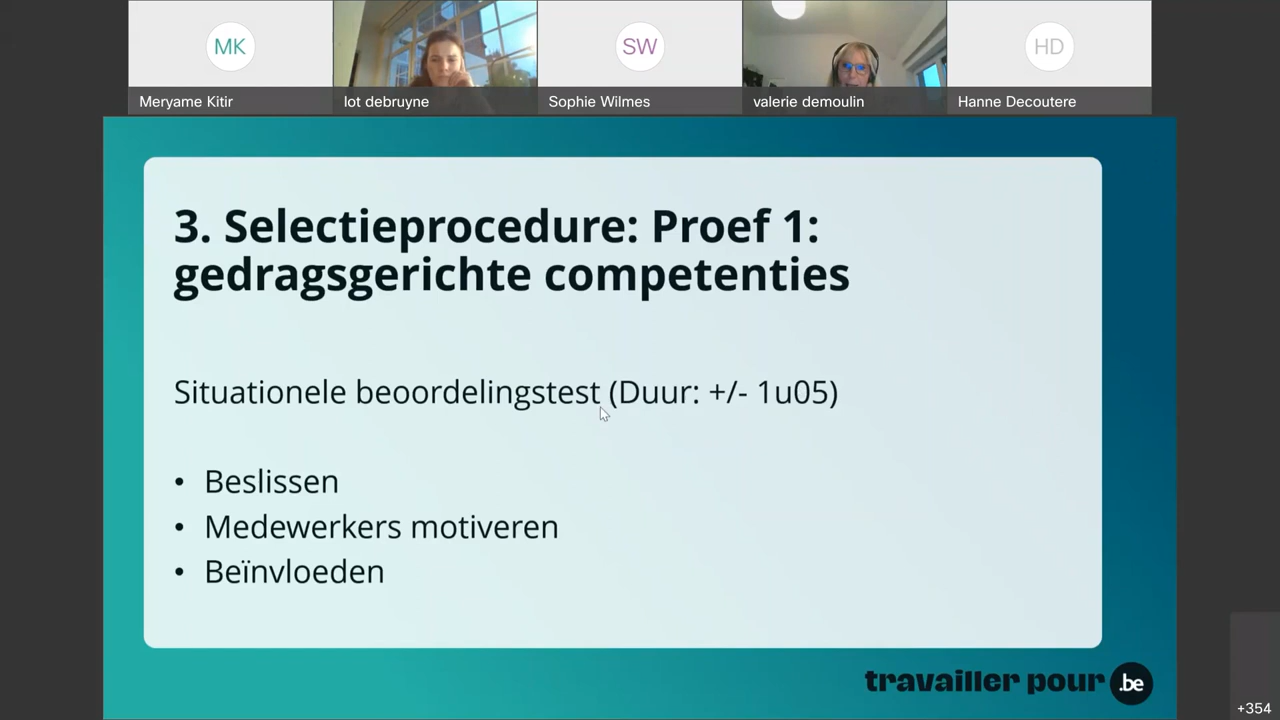 MK
SW
HD
Meryame Kitir
lot debruyne
Sophie Wilmes
valerie demoulin
Hanne Decoutere
3. Selectieprocedure: Proef 1:
gedragsgerichte competenties
Situationele beoordelingstest (Duur: +/- 1u05)
• Beslissen
• Medewerkers motiveren
• Beïnvloeden
travailler pour .be
+354